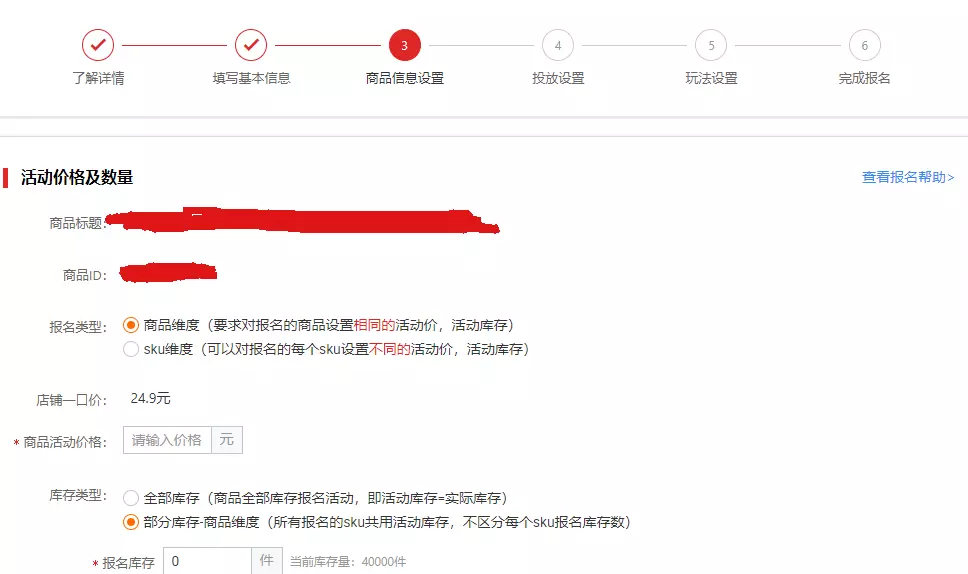 3 4 5 6
了解详情 填写基本信息 商品信息设置 投放设置 玩法设置 完成报名
活动价格及数量 查看报名帮助>
商品标题:
商品ID:
报名类型: 商品维度（要求对报名的商品设置相同的活动价，活动库存）
sku维度（可以对报名的每个sku设置不同的活动价，活动库存）
店铺一口价: 24.9元
*商品活动价格: 请输入价格 元
库存类型: 全部库存（商品全部库存报名活动，即活动库存=实际库存）
部分库存-商品维度（所有报名的sku共用活动库存，不区分每个sku报名库存数）
*报名库存 0 件 当前库存量：40000件